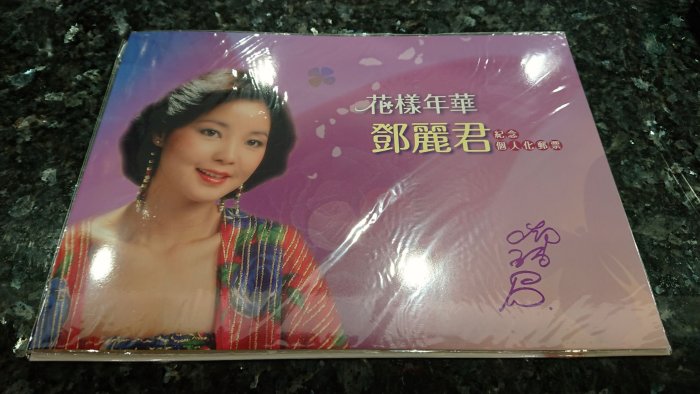 花樣年華
鄧麗君
紀念
個人化郵票